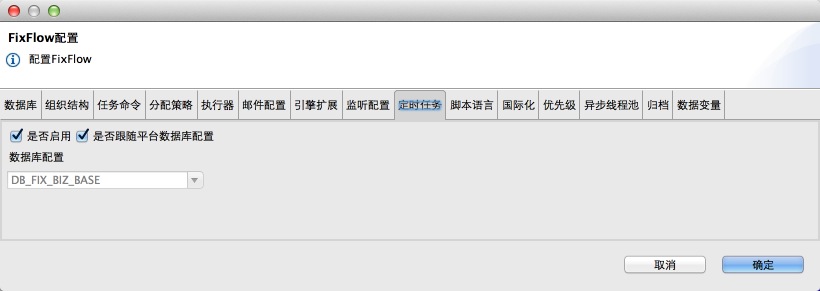 FixFlow配置
配置FixFlow
数据库 组织结构 任务命令 分配策略 执行器 邮件配置 引擎扩展 监听配置 定时任务 脚本语言 国际化 优先级 异步线程池 归档 数据变量
是否启用 是否跟随平台数据库配置
数据库配置
DB_FIX_BIZ_BASE
取消 确定